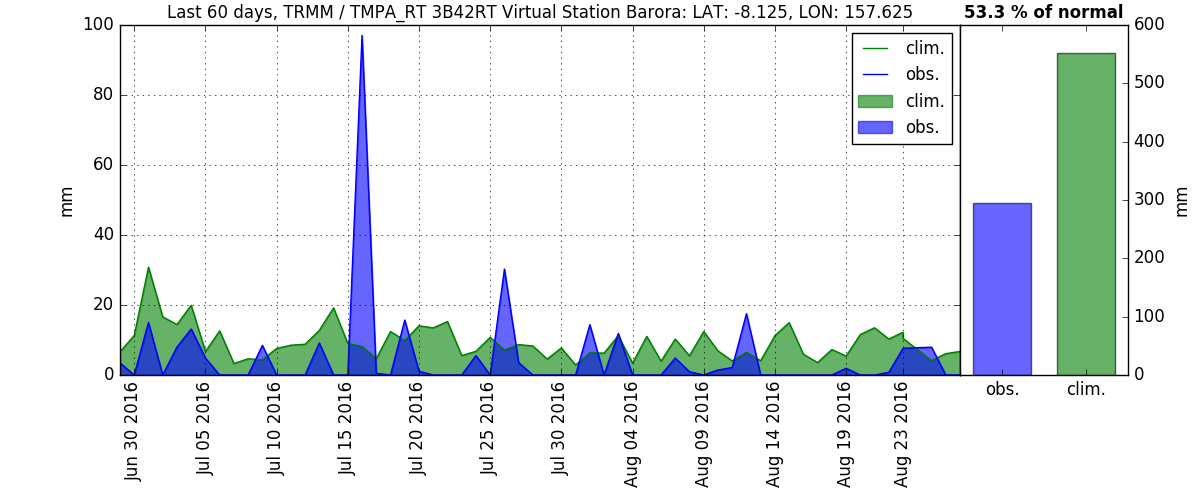 Last 60 days, TRMM / TMPA_RT 3B42RT Virtual Station Barora: LAT: -8.125, LON: 157.625
53.3 % of normal
100
80
60
40
20
0
mm
clim.
obs.
clim.
obs.
Jun 30 2016
Jul 05 2016
Jul 10 2016
Jul 15 2016
Jul 20 2016
Jul 25 2016
Jul 30 2016
Aug 04 2016
Aug 09 2016
Aug 14 2016
Aug 19 2016
Aug 23 2016
600
500
400
300
200
100
0
mm
obs.
clim.